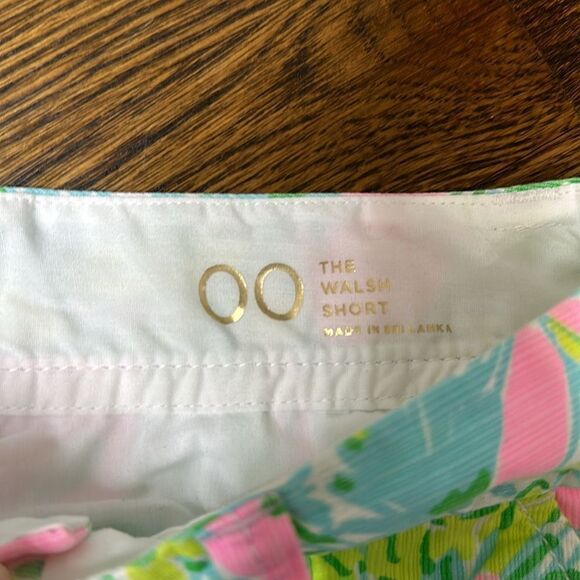 00
THE
WALSH
SHORT
MADE IN SRI LANKA